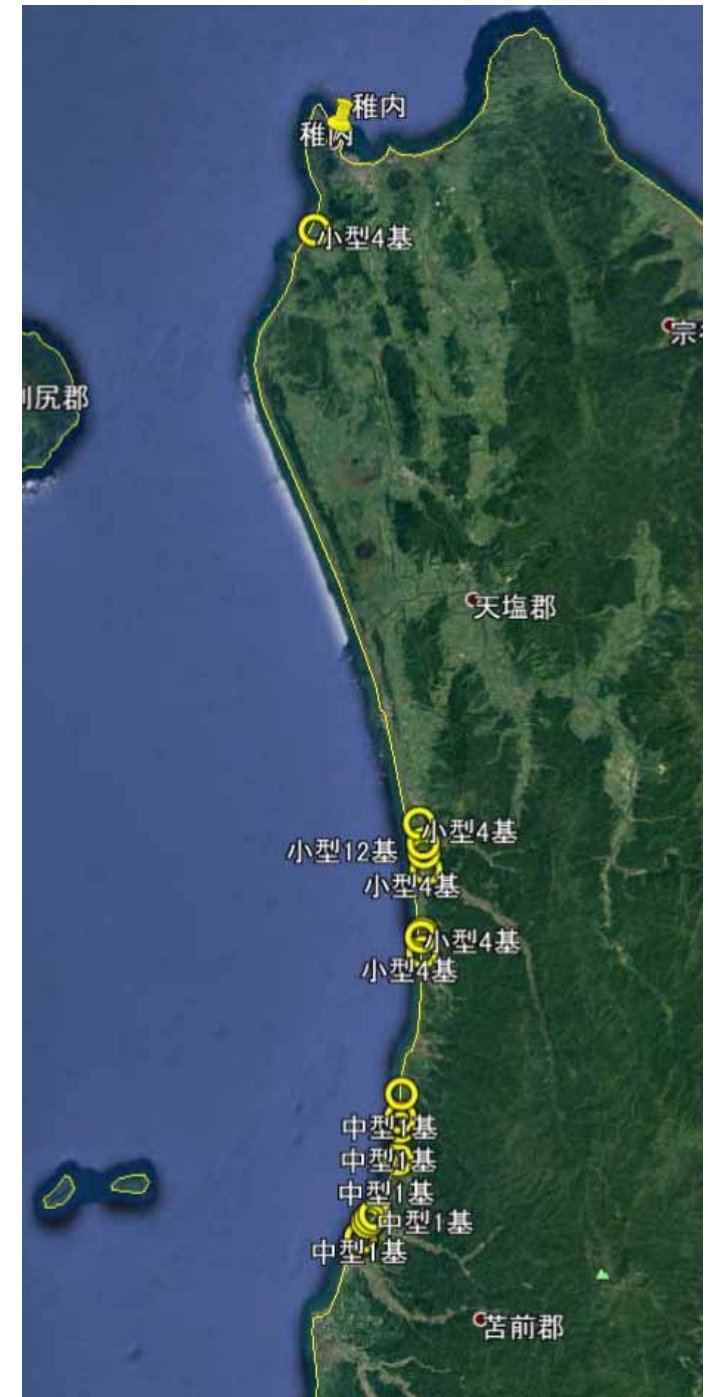 稚内
稚内
小型4基
宗
尻郡
天塩郡
小型4基
小型12基
小型4基
小型4基
小型4基
中型1基
中型1基
中型1基
中型1基
中型1基
苫前郡